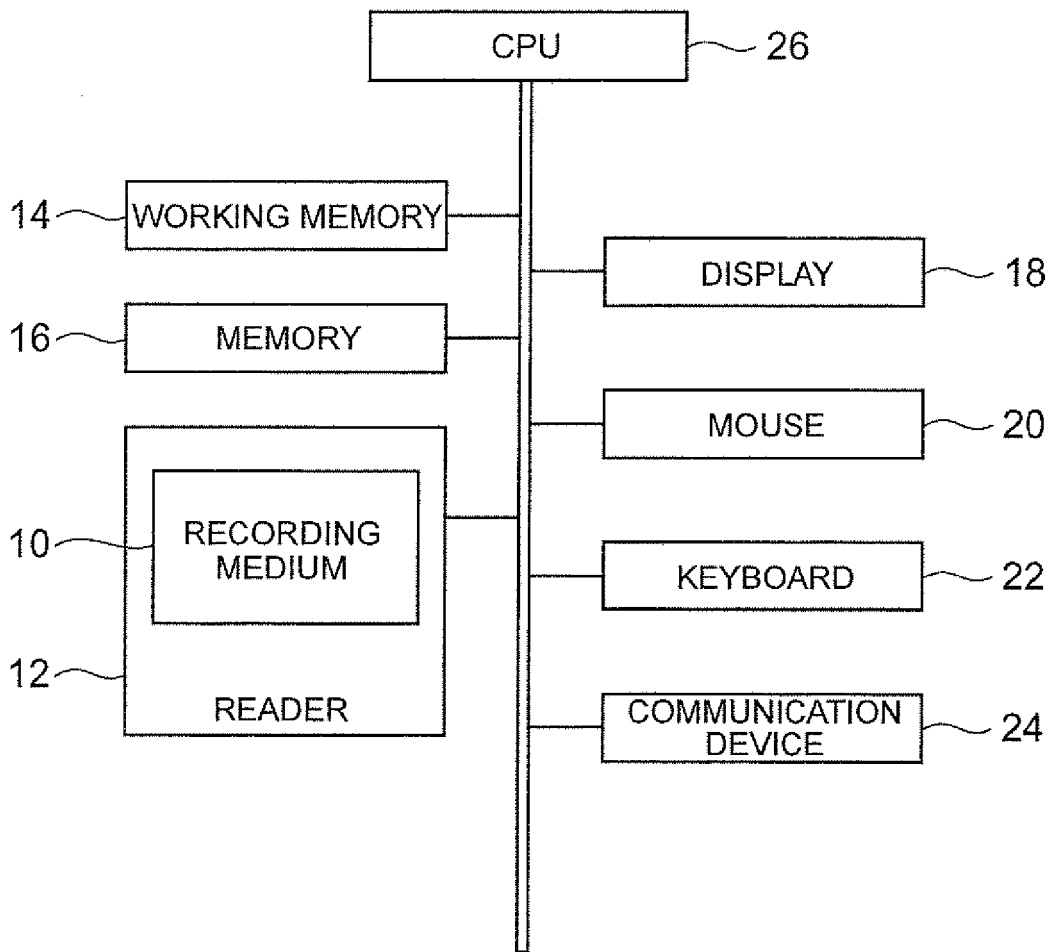 CPU
26
14
WORKING MEMORY
DISPLAY
18
16
MEMORY
MOUSE
20
10
RECORDING
MEDIUM
KEYBOARD
22
12
READER
COMMUNICATION
DEVICE
24